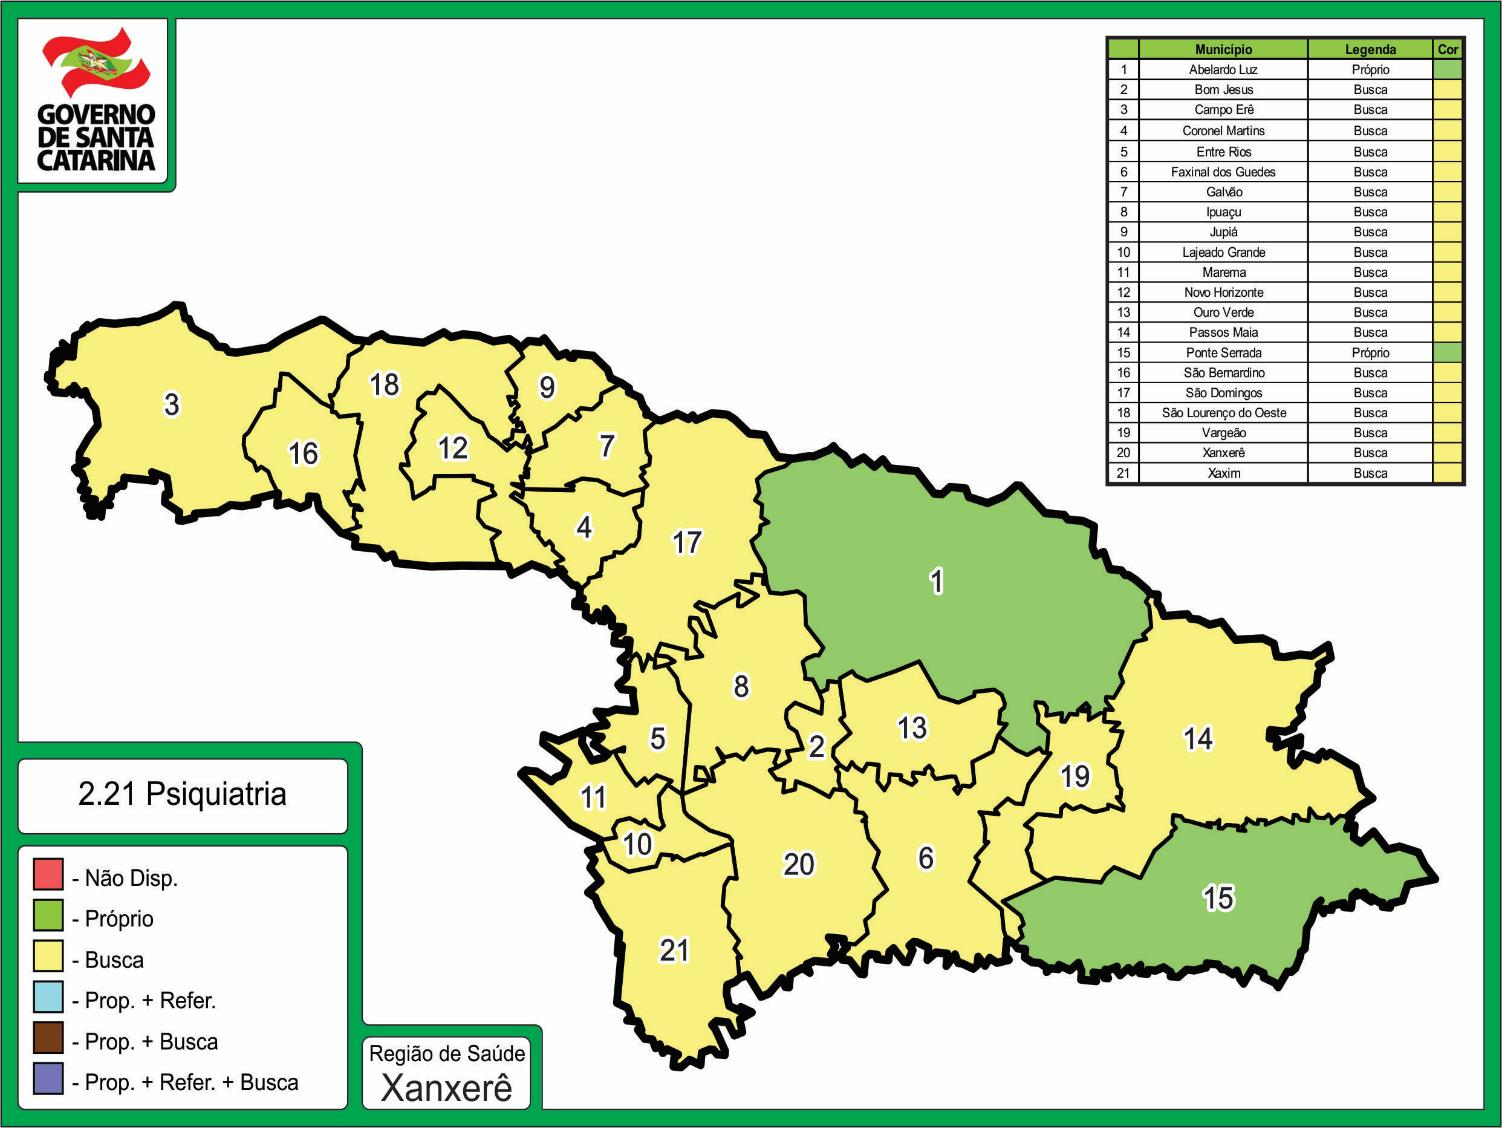 GOVERNO
DE SANTA
CATARINA
Município Legenda Cor
1 Abelardo Luz Próprio
2 Bom Jesus Busca
3 Campo Erê Busca
4 Coronel Martins Busca
5 Entre Rios Busca
6 Faxinal dos Guedes Busca
7 Galvão Busca
8 Ipuaçu Busca
9 Jupiá Busca
10 Lajeado Grande Busca
11 Marema Busca
12 Novo Horizonte Busca
13 Ouro Verde Busca
14 Passos Maia Busca
15 Ponte Serrada Próprio
16 São Bernardino Busca
17 São Domingos Busca
18 São Lourenço do Oeste Busca
19 Vargeão Busca
20 Xanxerê Busca
21 Xaxim Busca
3
18
9
16
12
7
4
17
1
8
5
2
13
14
19
11
10
20
6
15
21
2.21 Psiquiatria
- Não Disp.
- Próprio
- Busca
- Prop. + Refer.
- Prop. + Busca
- Prop. + Refer. + Busca
Região de Saúde
Xanxerê